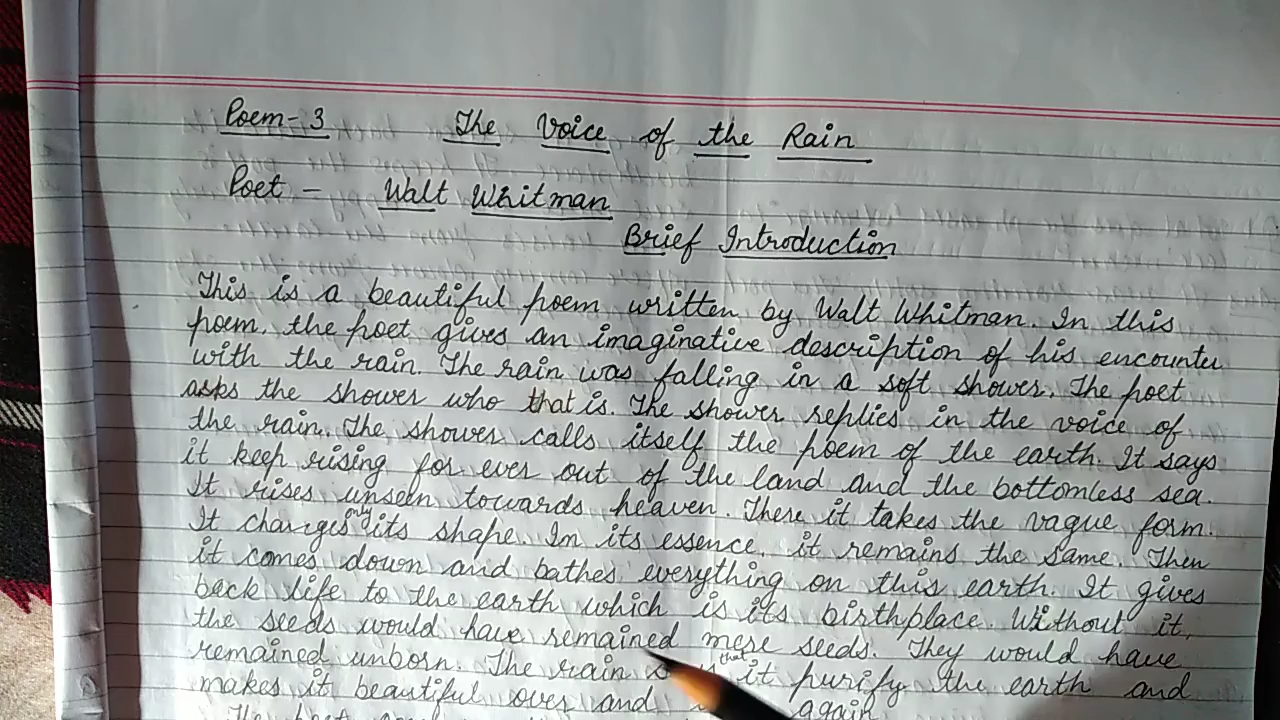 Poem-3 The Voice of the Rain
Poet - Walt Whitman
Brief Introduction
This is a beautiful poem written by Walt Whitman. In this
poem, the poet gives an imaginative description of his encounter
with the rain. The rain was falling in a soft shower. The poet
asks the shower who that is. The shower replies in the voice of
the rain. The shower calls itself the poem of the earth. It says
it keep rising for ever out of the land and the bottomless sea.
It rises unseen towards heaven. There it takes the vague form.
It changes only its shape. In its essence, it remains the same. Then
it comes down and bathes everything on this earth. It gives
back life to the earth which is its birthplace. Without it,
the seeds would have remained mere seeds. They would have
remained unborn. The rain that it purify the earth and
makes it beautiful over and again
The poet